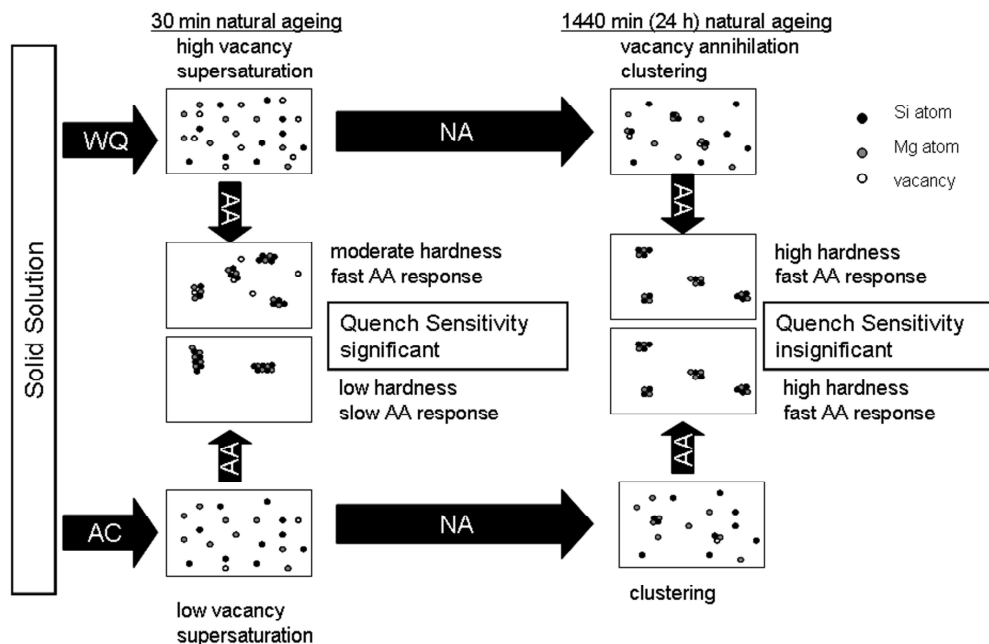 30 min natural ageing
high vacancy
supersaturation
1440 min (24 h) natural ageing
vacancy annihilation
clustering
Si atom
Mg atom
vacancy
Solid Solution
WQ
NA
AA
AA
moderate hardness
fast AA response
high hardness
fast AA response
Quench Sensitivity
significant
Quench Sensitivity
insignificant
low hardness
slow AA response
high hardness
fast AA response
AA
AA
AC
NA
low vacancy
supersaturation
clustering